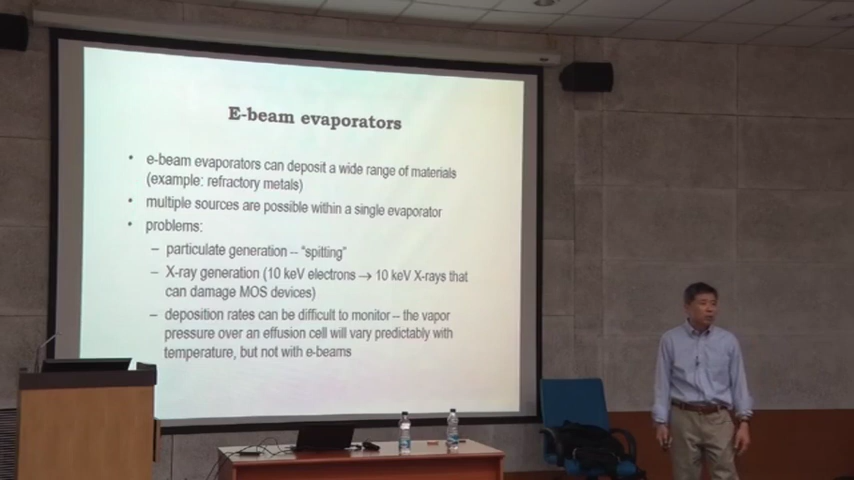 E-beam evaporators
• e-beam evaporators can deposit a wide range of materials
(example: refractory metals)
• multiple sources are possible within a single evaporator
• problems:
– particulate generation – “spitting”
– X-ray generation (10 keV electrons → 10 keV X-rays that
can damage MOS devices)
– deposition rates can be difficult to monitor – the vapor
pressure over an effusion cell will vary predictably with
temperature, but not with e-beams